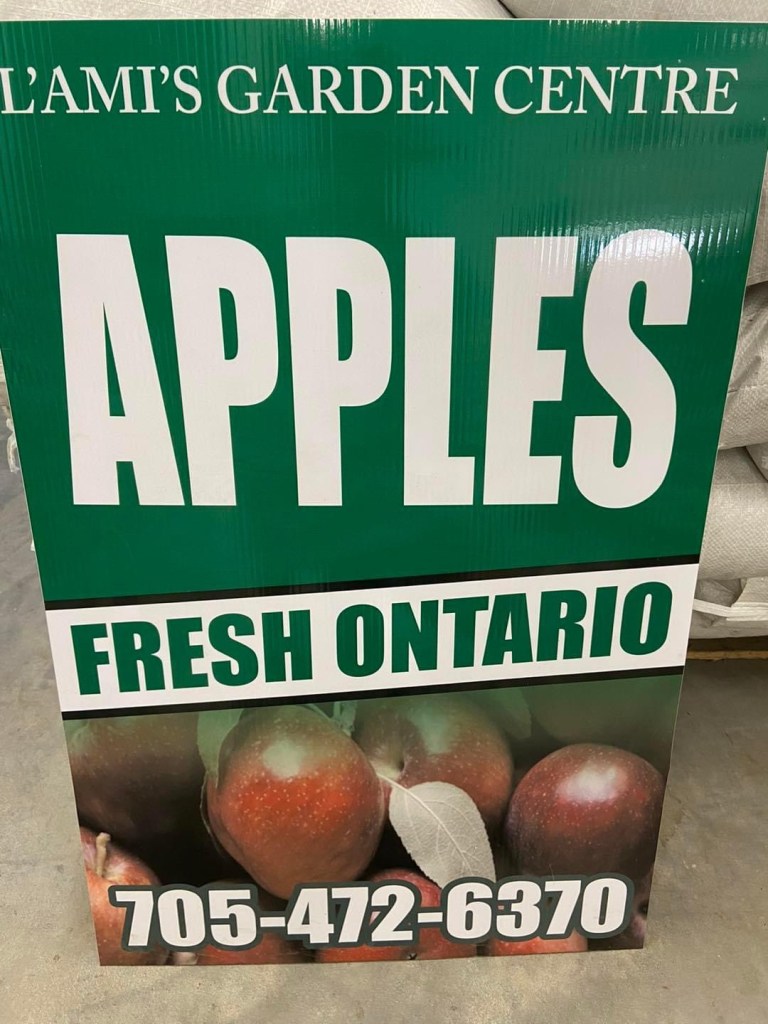 L'AMI'S GARDEN CENTRE
APPLES
FRESH ONTARIO
705-472-6370